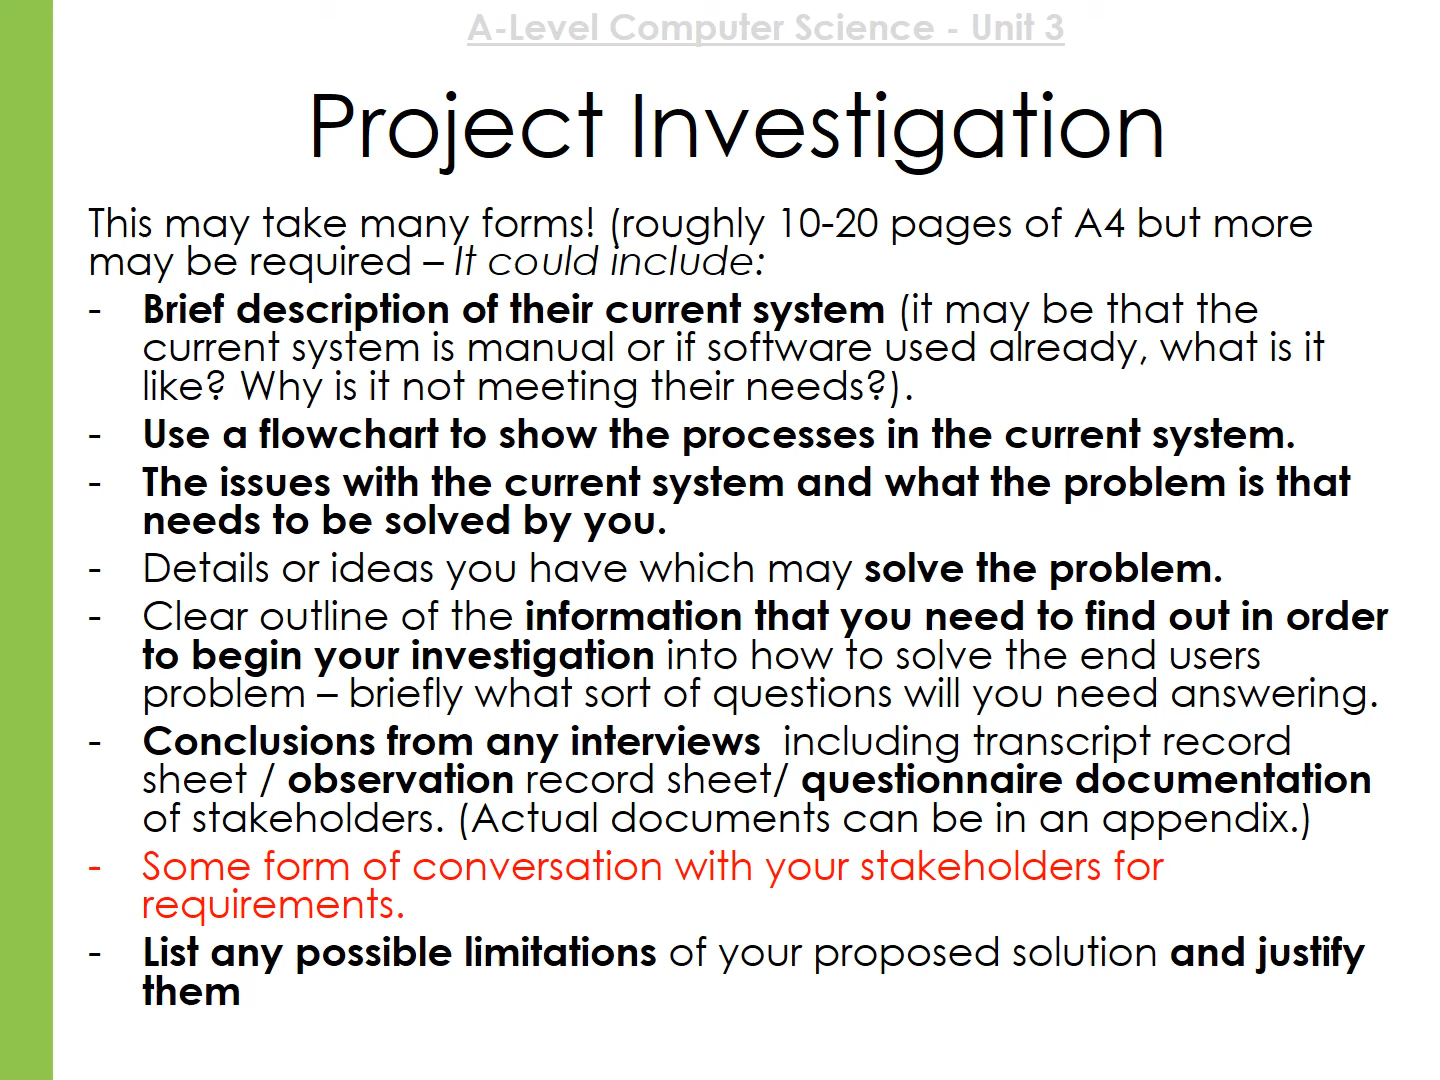 A-Level Computer Science - Unit 3
Project Investigation
This may take many forms! (roughly 10-20 pages of A4 but more
may be required – It could include:
- Brief description of their current system (it may be that the
current system is manual or if software used already, what is it
like? Why is it not meeting their needs?).
- Use a flowchart to show the processes in the current system.
- The issues with the current system and what the problem is that
needs to be solved by you.
- Details or ideas you have which may solve the problem.
- Clear outline of the information that you need to find out in order
to begin your investigation into how to solve the end users
problem – briefly what sort of questions will you need answering.
- Conclusions from any interviews  including transcript record
sheet / observation record sheet/ questionnaire documentation
of stakeholders. (Actual documents can be in an appendix.)
- Some form of conversation with your stakeholders for
requirements.
- List any possible limitations of your proposed solution and justify
them